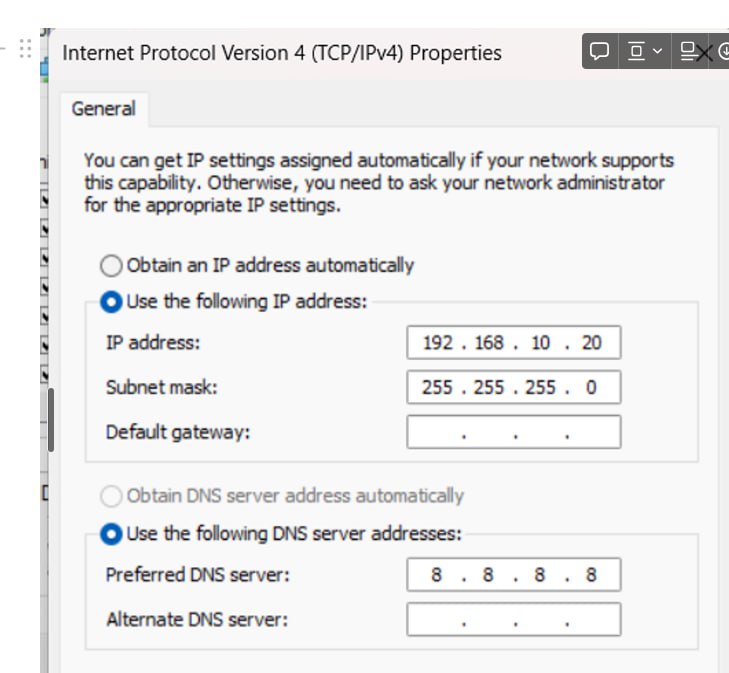 Internet Protocol Version 4 (TCP/IPv4) Properties
General
You can get IP settings assigned automatically if your network supports
this capability. Otherwise, you need to ask your network administrator
for the appropriate IP settings.
Obtain an IP address automatically
Use the following IP address:
IP address: 192 . 168 . 10 . 20
Subnet mask: 255 . 255 . 255 . 0
Default gateway: . . .
Obtain DNS server address automatically
Use the following DNS server addresses:
Preferred DNS server: 8 . 8 . 8 . 8
Alternate DNS server: . . .